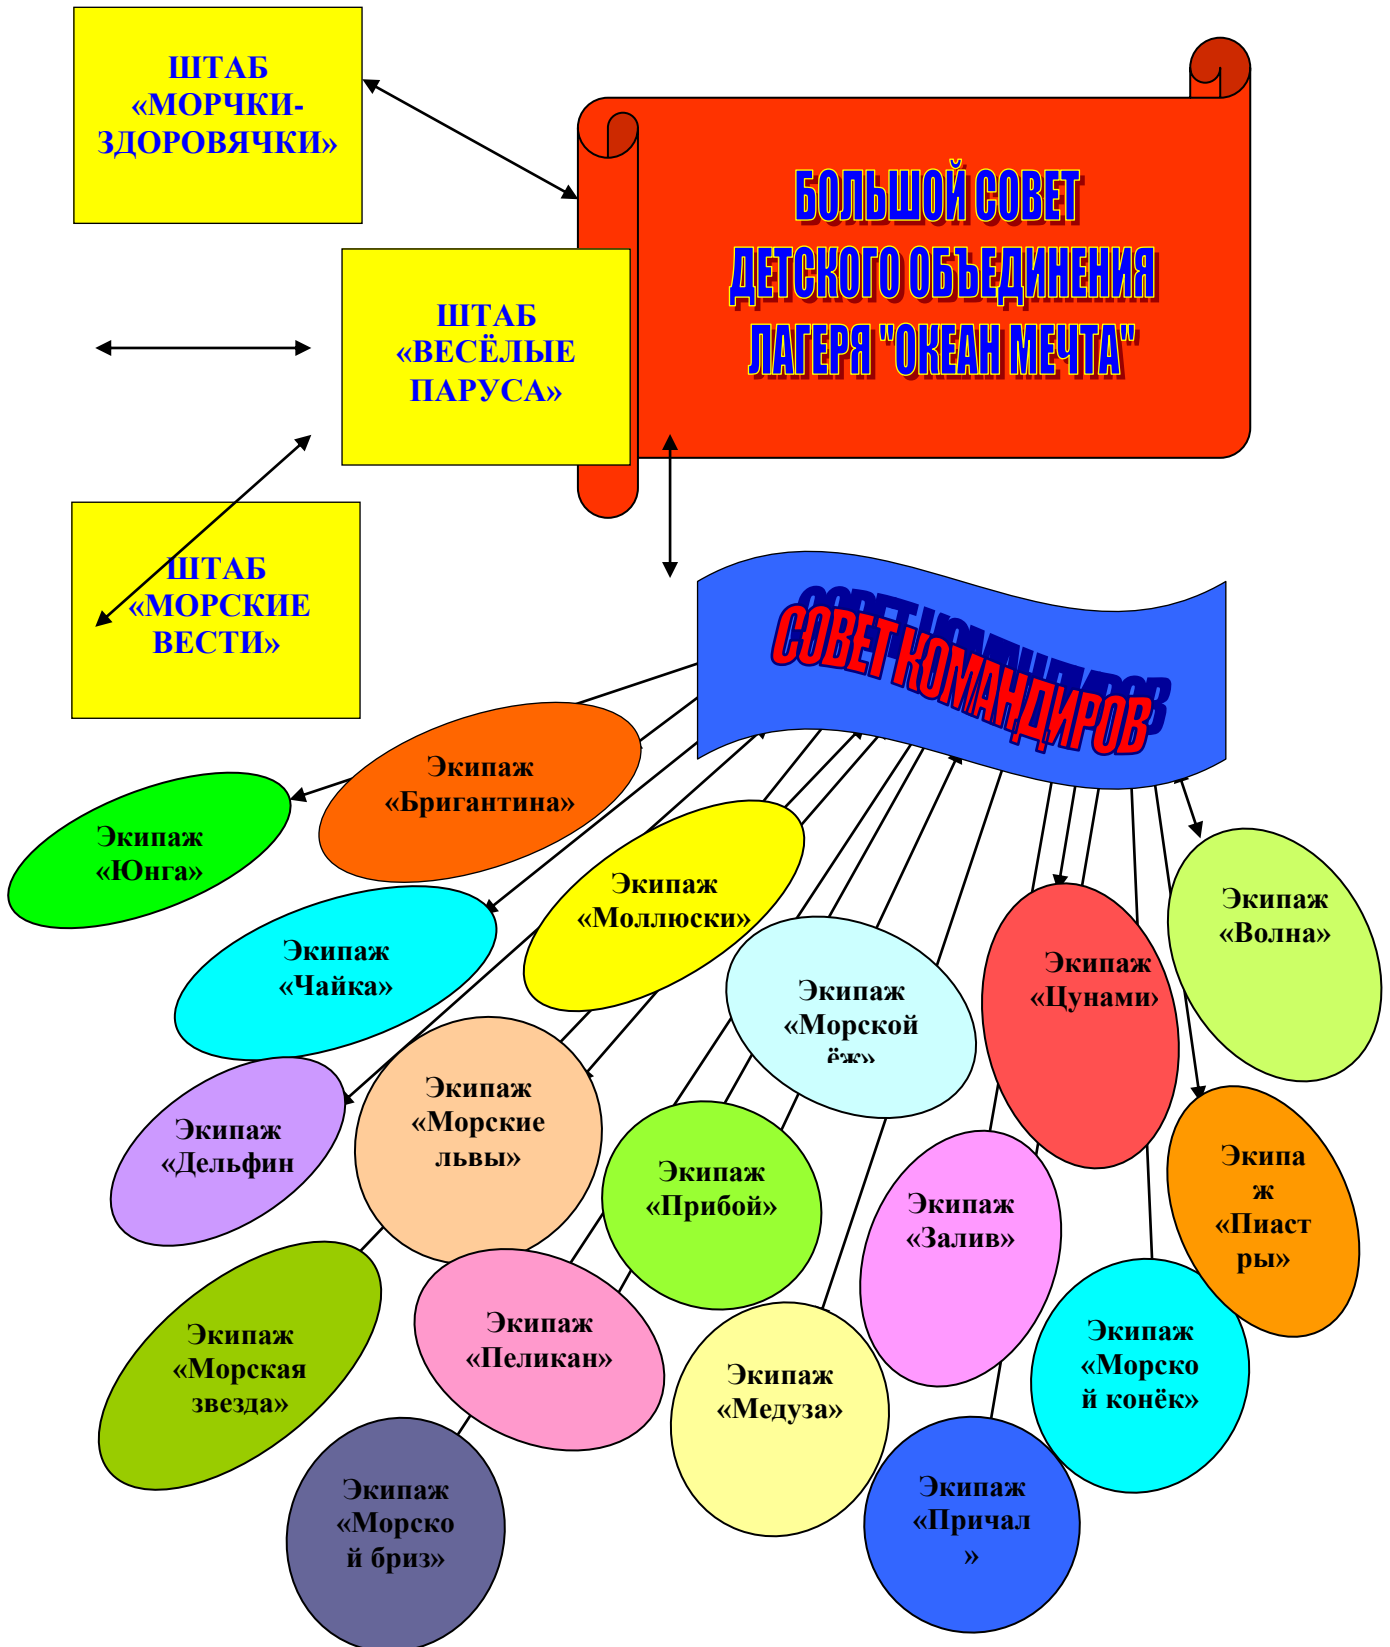 ШТАБ
«МОРЧКИ-
ЗДОРОВЯЧКИ»
БОЛЬШОЙ СОВЕТ
ДЕТСКОГО ОБЪЕДИНЕНИЯ
ЛАГЕРЯ "ОКЕАН МЕЧТА"
ШТАБ
«ВЕСЁЛЫЕ
ПАРУСА»
ШТАБ
«МОРСКИЕ
ВЕСТИ»
СОВЕТ КОМАНДИРОВ
Экипаж
«Бригантина»
Экипаж
«Юнга»
Экипаж
«Моллюски»
Экипаж
«Волна»
Экипаж
«Чайка»
Экипаж
«Цунами»
Экипаж
«Морской
ёж»
Экипаж
«Морские
львы»
Экипаж
«Дельфин
Экипаж
«Прибой»
Экипаж
«Залив»
Экипа
ж
«Пиаст
ры»
Экипаж
«Морская
звезда»
Экипаж
«Пеликан»
Экипаж
«Медуза»
Экипаж
«Морско
й конёк»
Экипаж
«Морско
й бриз»
Экипаж
«Причал
»